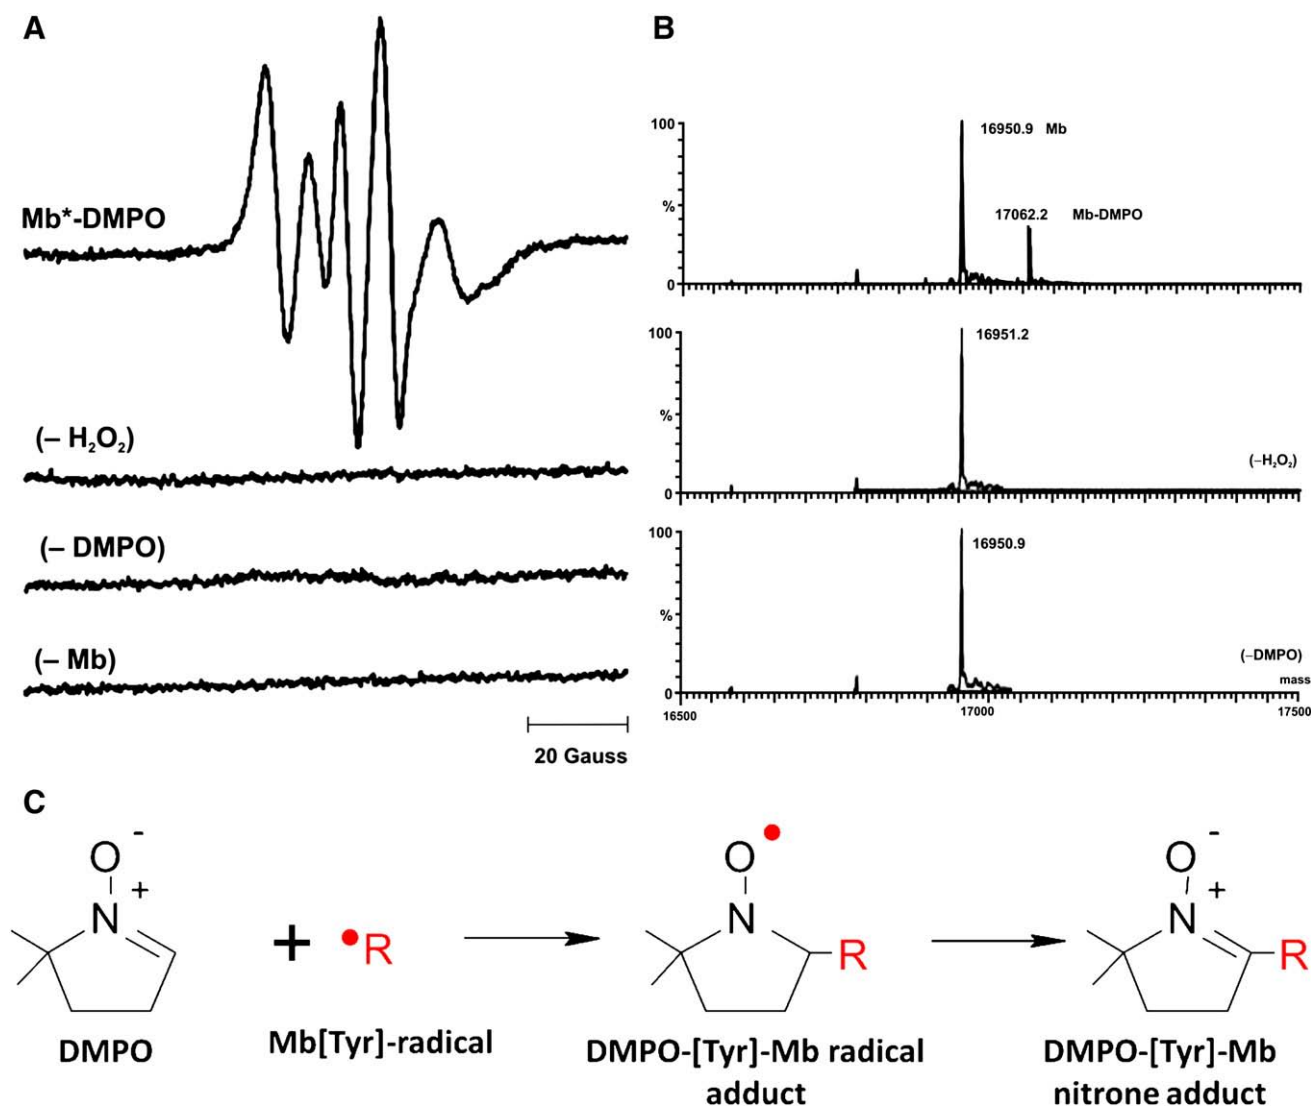 A
Mb*-DMPO
(– H₂O₂)
(– DMPO)
(– Mb)
20 Gauss
B
100
%
0
16950.9 Mb
17062.2 Mb-DMPO
100
%
0
16951.2
(–H₂O₂)
100
%
0
16950.9
(–DMPO)
mass
16500
17000
17500
C
O -
N +
DMPO
+
•R
Mb[Tyr]-radical
O •
N
R
DMPO-[Tyr]-Mb radical
adduct
O -
N +
R
DMPO-[Tyr]-Mb
nitrone adduct